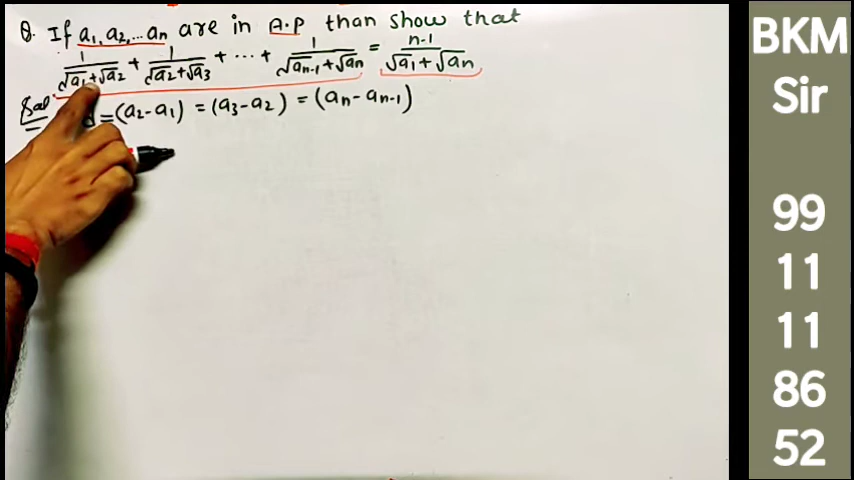 Q. If a₁, a₂, ... aₙ are in A.P than show that
1/(√a₁+√a₂) + 1/(√a₂+√a₃) + ... + 1/(√aₙ₋₁+√aₙ) = n-1/(√a₁+√aₙ)
Sol. d = (a₂-a₁) = (a₃-a₂) = (aₙ-aₙ₋₁)
BKM
Sir
99
11
11
86
52